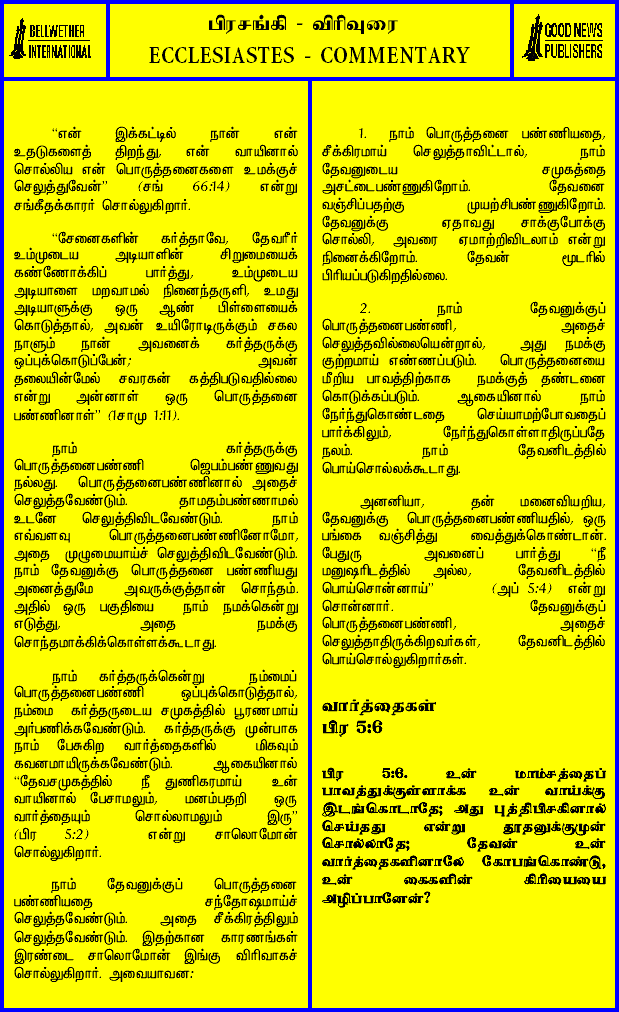 BELLWETHER
INTERNATIONAL
பிரசங்கி - விரிவுரை
ECCLESIASTES - COMMENTARY
GOOD NEWS
PUBLISHERS
“என் இக்கட்டில் நான் என்
உதடுகளைத் திறந்து, என் வாயினால்
சொல்லிய என் பொருத்தனைகளை உமக்குச்
செலுத்துவேன்” (சங் 66:14) என்று
சங்கீதக்காரர் சொல்லுகிறார்.
“சேனைகளின் கர்த்தாவே, தேவரீர்
உம்முடைய அடியாளின் சிறுமையைக்
கண்ணோக்கிப் பார்த்து, உம்முடைய
அடியாளை மறவாமல் நினைந்தருளி, உமது
அடியாளுக்கு ஒரு ஆண் பிள்ளையைக்
கொடுத்தால், அவன் உயிரோடிருக்கும் சகல
நாளும் நான் அவனைக் கர்த்தருக்கு
ஒப்புக்கொடுப்பேன்; அவன்
தலையின்மேல் சவரகன் கத்திபடுவதில்லை
என்று அன்னாள் ஒரு பொருத்தனை
பண்ணினாள்” (1சாமு 1:11).
நாம் கர்த்தருக்கு
பொருத்தனைபண்ணி ஜெபம்பண்ணுவது
நல்லது. பொருத்தனைபண்ணினால் அதைச்
செலுத்தவேண்டும். தாமதம்பண்ணாமல்
உடனே செலுத்திவிடவேண்டும். நாம்
எவ்வளவு பொருத்தனைபண்ணினோமோ,
அதை முழுமையாய்ச் செலுத்திவிடவேண்டும்.
நாம் தேவனுக்கு பொருத்தனை பண்ணியது
அனைத்துமே அவருக்குத்தான் சொந்தம்.
அதில் ஒரு பகுதியை நாம் நமக்கென்று
எடுத்து, அதை நமக்கு
சொந்தமாக்கிக்கொள்ளக்கூடாது.
நாம் கர்த்தருக்கென்று நம்மைப்
பொருத்தனைபண்ணி ஒப்புக்கொடுத்தால்,
நம்மை கர்த்தருடைய சமுகத்தில் பூரணமாய்
அர்பணிக்கவேண்டும். கர்த்தருக்கு முன்பாக
நாம் பேசுகிற வார்த்தைகளில் மிகவும்
கவனமாயிருக்கவேண்டும். ஆகையினால்
“தேவசமுகத்தில் நீ துணிகரமாய் உன்
வாயினால் பேசாமலும், மனம்பதறி ஒரு
வார்த்தையும் சொல்லாமலும் இரு”
(பிர 5:2) என்று சாலொமோன்
சொல்லுகிறார்.
நாம் தேவனுக்குப் பொருத்தனை
பண்ணியதை சந்தோஷமாய்ச்
செலுத்தவேண்டும். அதை சீக்கிரத்திலும்
செலுத்தவேண்டும். இதற்கான காரணங்கள்
இரண்டை சாலொமோன் இங்கு விரிவாகச்
சொல்லுகிறார். அவையாவன:
1. நாம் பொருத்தனை பண்ணியதை,
சீக்கிரமாய் செலுத்தாவிட்டால், நாம்
தேவனுடைய சமுகத்தை
அசட்டைபண்ணுகிறோம். தேவனை
வஞ்சிப்பதற்கு முயற்சிபண்ணுகிறோம்.
தேவனுக்கு ஏதாவது சாக்குபோக்கு
சொல்லி, அவரை ஏமாற்றிவிடலாம் என்று
நினைக்கிறோம். தேவன் மூடரில்
பிரியப்படுகிறதில்லை.
2. நாம் தேவனுக்குப்
பொருத்தனைபண்ணி, அதைச்
செலுத்தவில்லையென்றால், அது நமக்கு
குற்றமாய் எண்ணப்படும். பொருத்தனையை
மீறிய பாவத்திற்காக நமக்குத் தண்டனை
கொடுக்கப்படும். ஆகையினால் நாம்
நேர்ந்துகொண்டதை செய்யாமற்போவதைப்
பார்க்கிலும், நேர்ந்துகொள்ளாதிருப்பதே
நலம். நாம் தேவனிடத்தில்
பொய்சொல்லக்கூடாது.
அனனியா, தன் மனைவியறிய,
தேவனுக்கு பொருத்தனைபண்ணியதில், ஒரு
பங்கை வஞ்சித்து வைத்துக்கொண்டான்.
பேதுரு அவனைப் பார்த்து “நீ
மனுஷரிடத்தில் அல்ல, தேவனிடத்தில்
பொய்சொன்னாய்” (அப் 5:4) என்று
சொன்னார். தேவனுக்குப்
பொருத்தனைபண்ணி, அதைச்
செலுத்தாதிருக்கிறவர்கள், தேவனிடத்தில்
பொய்சொல்லுகிறார்கள்.
வார்த்தைகள்
பிர 5:6
பிர 5:6. உன் மாம்சத்தைப்
பாவத்துக்குள்ளாக்க உன் வாய்க்கு
இடங்கொடாதே; அது புத்திபிசகினால்
செய்தது என்று தூதனுக்குமுன்
சொல்லாதே; தேவன் உன்
வார்த்தைகளினாலே கோபங்கொண்டு,
உன் கைகளின் கிரியையை
அழிப்பானேன்?